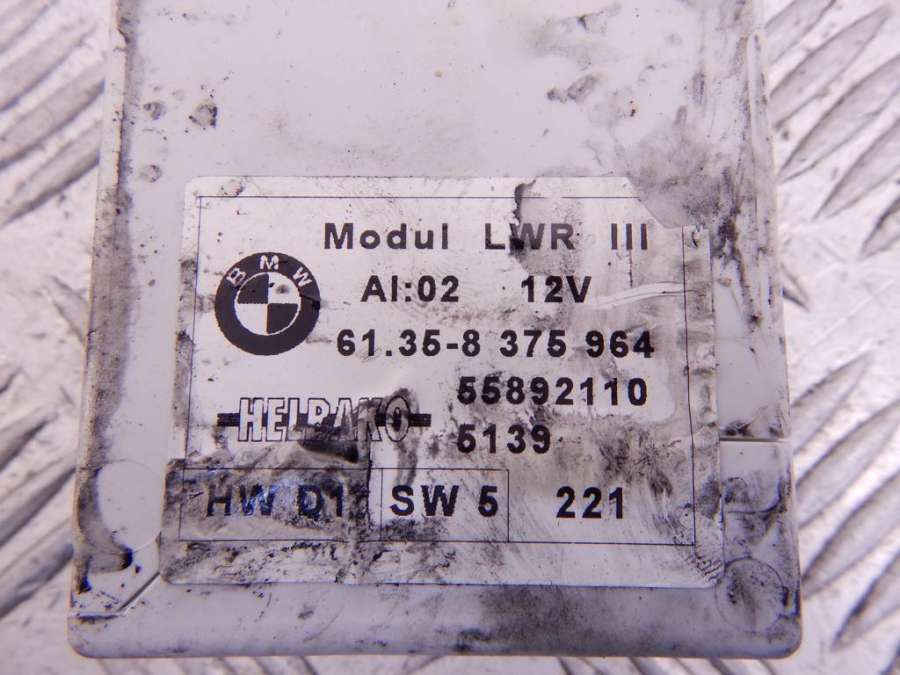 Modul LWR III
BMW
AI:02 12V
61.35-8 375 964
55892110
HELBAKO
5139
HW D1 SW 5 221